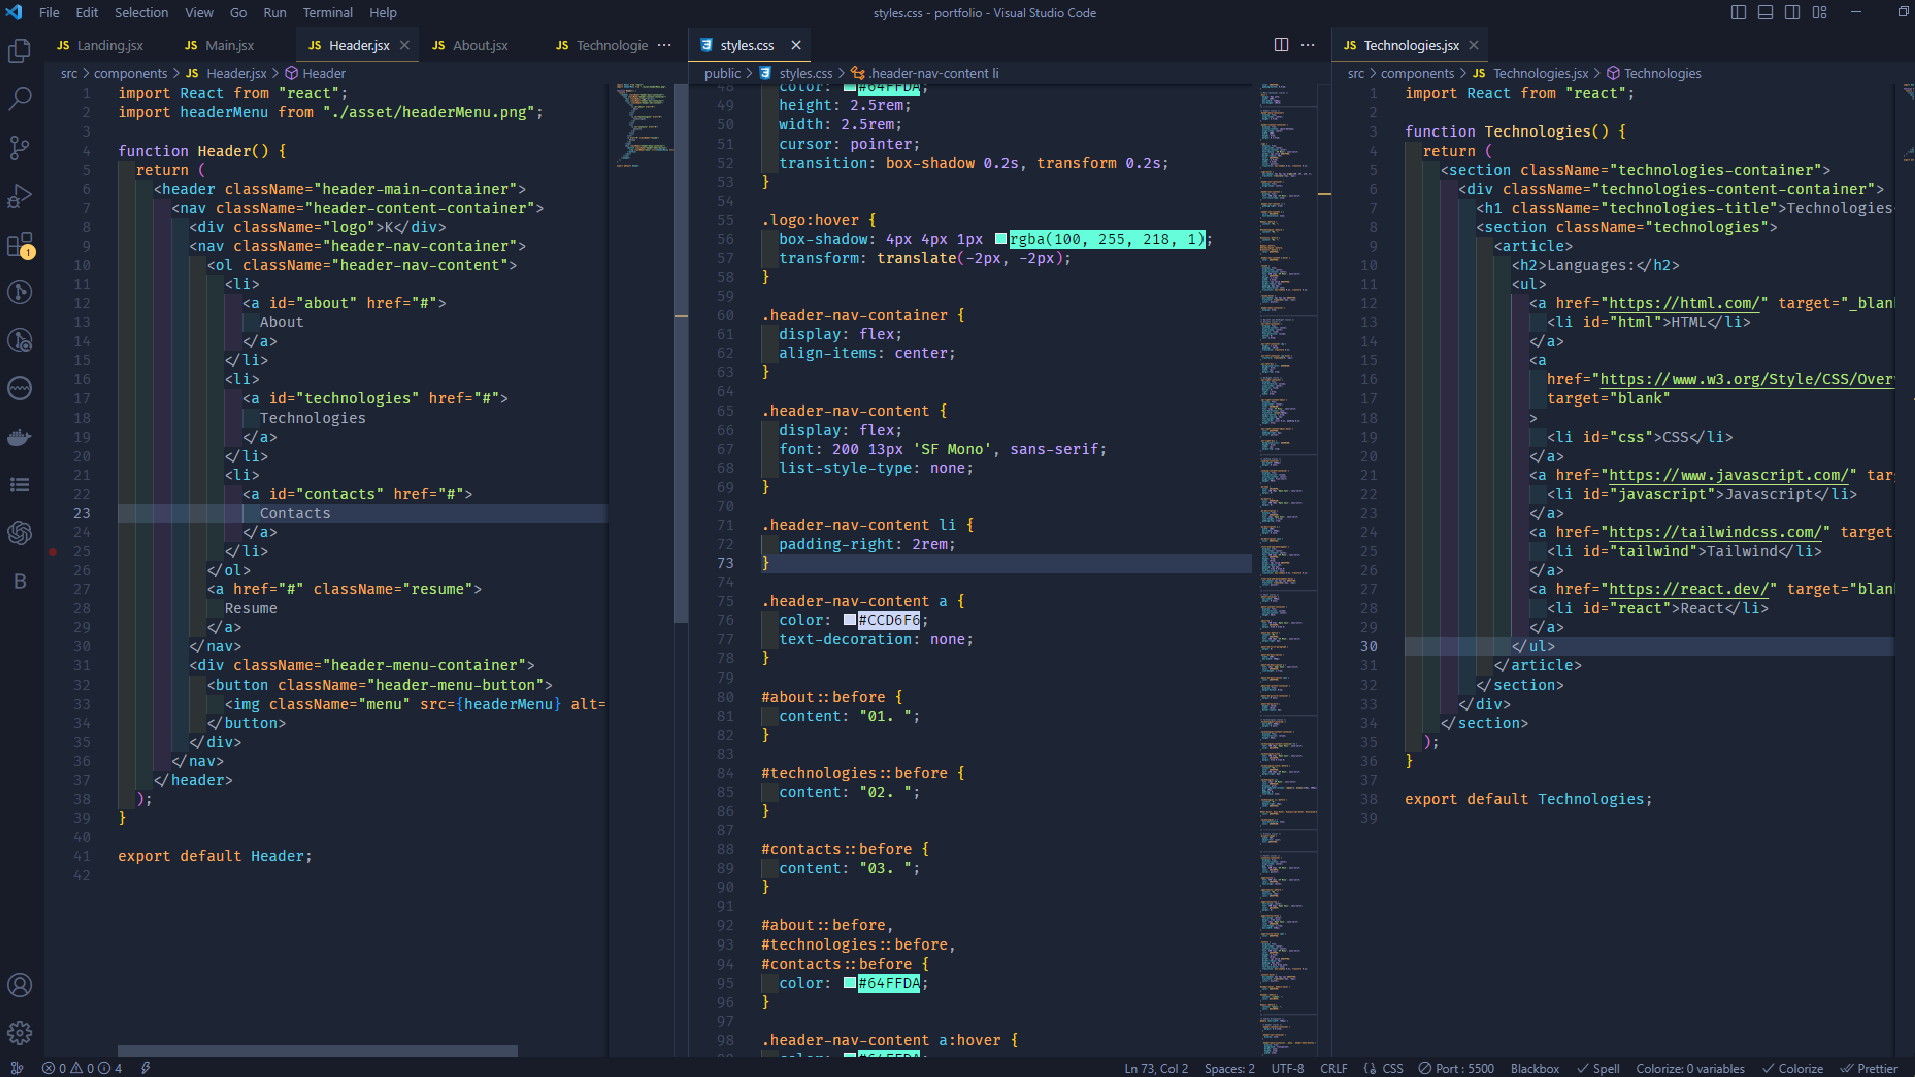 File Edit Selection View Go Run Terminal Help
styles.css - portfolio - Visual Studio Code
JS Landing.jsx JS Main.jsx JS Header.jsx JS About.jsx JS Technologie
src > components > JS Header.jsx > Header
1 import React from "react";
2 import headerMenu from "./asset/headerMenu.png";
3
4 function Header() {
5 return (
6 <header className="header-main-container">
7 <nav className="header-content-container">
8 <div className="logo">K</div>
9 <nav className="header-nav-container">
10 <ol className="header-nav-content">
11 <li>
12 <a id="about" href="#">
13 About
14 </a>
15 </li>
16 <li>
17 <a id="technologies" href="#">
18 Technologies
19 </a>
20 </li>
21 <li>
22 <a id="contacts" href="#">
23 Contacts
24 </a>
25 </li>
26 </ol>
27 <a href="#" className="resume">
28 Resume
29 </a>
30 </nav>
31 <div className="header-menu-container">
32 <button className="header-menu-button">
33 <img className="menu" src={headerMenu} alt=
34 </button>
35 </div>
36 </nav>
37 </header>
38 );
39 }
40
41 export default Header;
42
styles.css
public > styles.css > .header-nav-content li
48 color: #64FFDA;
49 height: 2.5rem;
50 width: 2.5rem;
51 cursor: pointer;
52 transition: box-shadow 0.2s, transform 0.2s;
53 }
54
55 .logo:hover {
56 box-shadow: 4px 4px 1px rgba(100, 255, 218, 1);
57 transform: translate(-2px, -2px);
58 }
59
60 .header-nav-container {
61 display: flex;
62 align-items: center;
63 }
64
65 .header-nav-content {
66 display: flex;
67 font: 200 13px 'SF Mono', sans-serif;
68 list-style-type: none;
69 }
70
71 .header-nav-content li {
72 padding-right: 2rem;
73 }
74
75 .header-nav-content a {
76 color: #CCD6F6;
77 text-decoration: none;
78 }
79
80 #about::before {
81 content: "01. ";
82 }
83
84 #technologies::before {
85 content: "02. ";
86 }
87
88 #contacts::before {
89 content: "03. ";
90 }
91
92 #about::before,
93 #technologies::before,
94 #contacts::before {
95 color: #64FFDA;
96 }
97
98 .header-nav-content a:hover {
99 color: #64FFDA;
JS Technologies.jsx
src > components > JS Technologies.jsx > Technologies
1 import React from "react";
2
3 function Technologies() {
4 return (
5 <section className="technologies-container">
6 <div className="technologies-content-container">
7 <h1 className="technologies-title">Technologies
8 <section className="technologies">
9 <article>
10 <h2>Languages:</h2>
11 <ul>
12 <a href="https://html.com/" target="_blank
13 <li id="html">HTML</li>
14 </a>
15 <a
16 href="https://www.w3.org/Style/CSS/Over
17 target="blank"
18 >
19 <li id="css">CSS</li>
20 </a>
21 <a href="https://www.javascript.com/" tar
22 <li id="javascript">Javascript</li>
23 </a>
24 <a href="https://tailwindcss.com/" target
25 <li id="tailwind">Tailwind</li>
26 </a>
27 <a href="https://react.dev/" target="blank
28 <li id="react">React</li>
29 </a>
30 </ul>
31 </article>
32 </section>
33 </div>
34 </section>
35 );
36 }
37
38 export default Technologies;
39
1
B
0 0 4 Ln 73, Col 2 Spaces: 2 UTF-8 CRLF { } CSS Port : 5500 Blackbox Spell Colorize: 0 variables Colorize Prettier